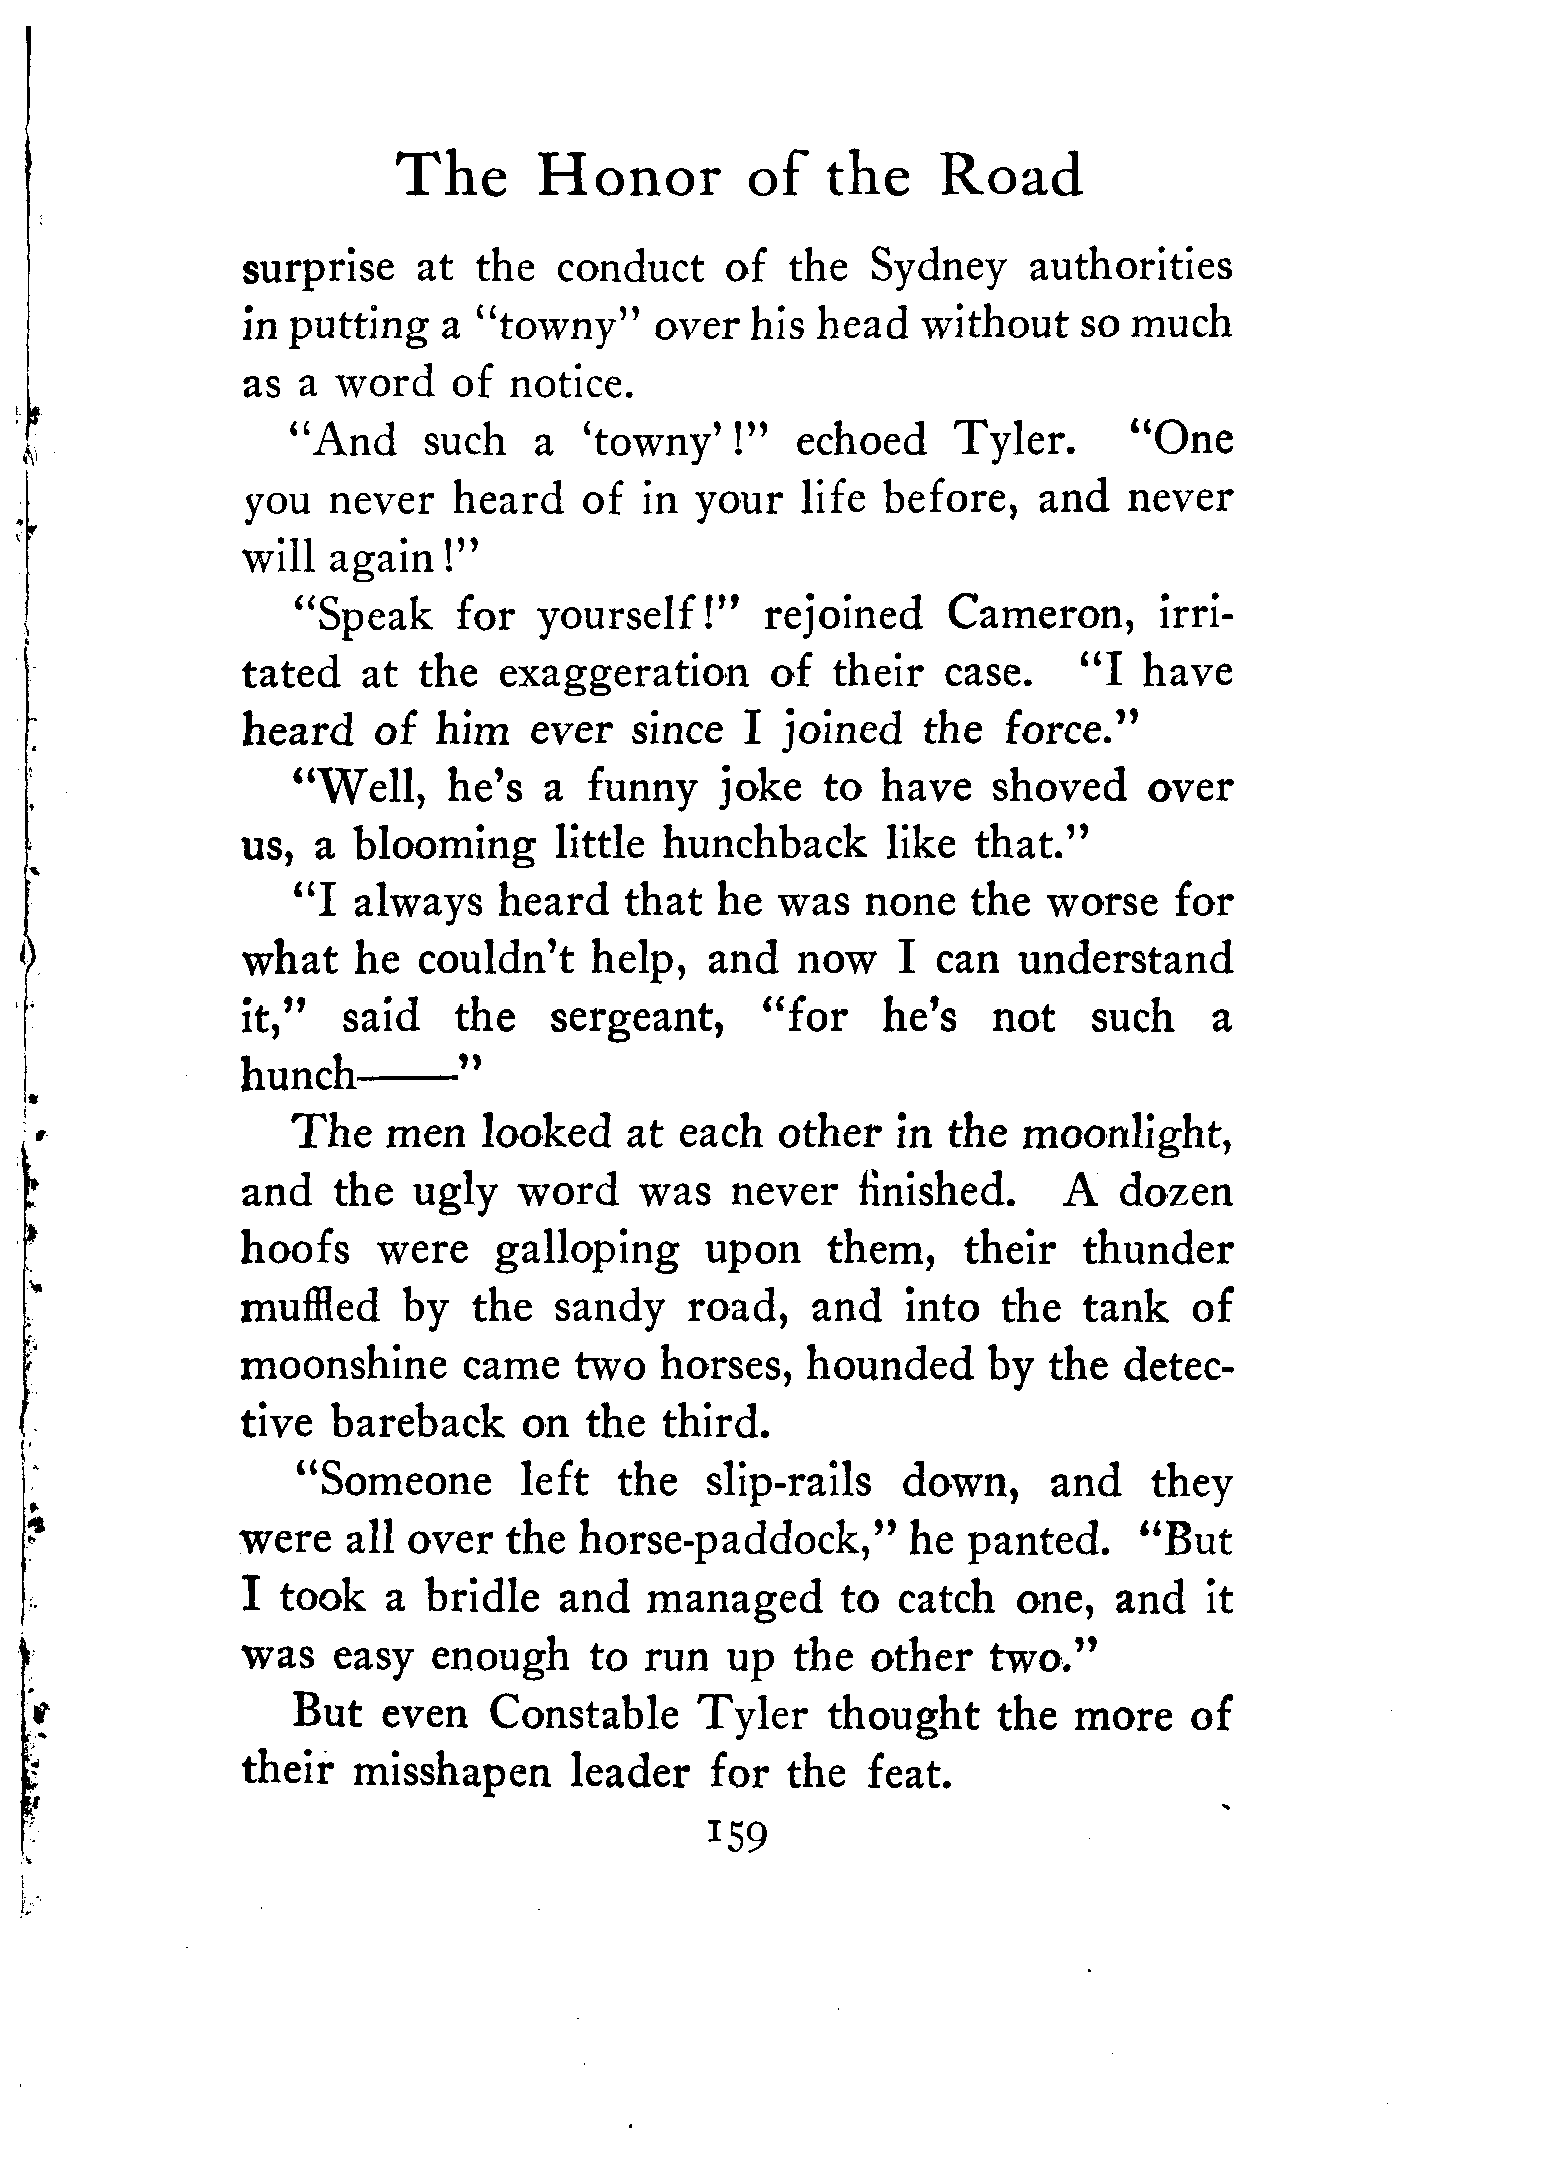 The Honor of the Road
surprise at the conduct of the Sydney authorities
in putting a “towny” over his head without so much
as a word of notice.
“And such a ‘towny’!” echoed Tyler. “One
you never heard of in your life before, and never
will again!”
“Speak for yourself!” rejoined Cameron, irri-
tated at the exaggeration of their case. “I have
heard of him ever since I joined the force.”
“Well, he’s a funny joke to have shoved over
us, a blooming little hunchback like that.”
“I always heard that he was none the worse for
what he couldn’t help, and now I can understand
it,” said the sergeant, “for he’s not such a
hunch——”
The men looked at each other in the moonlight,
and the ugly word was never finished. A dozen
hoofs were galloping upon them, their thunder
muffled by the sandy road, and into the tank of
moonshine came two horses, hounded by the detec-
tive bareback on the third.
“Someone left the slip-rails down, and they
were all over the horse-paddock,” he panted. “But
I took a bridle and managed to catch one, and it
was easy enough to run up the other two.”
But even Constable Tyler thought the more of
their misshapen leader for the feat.
159